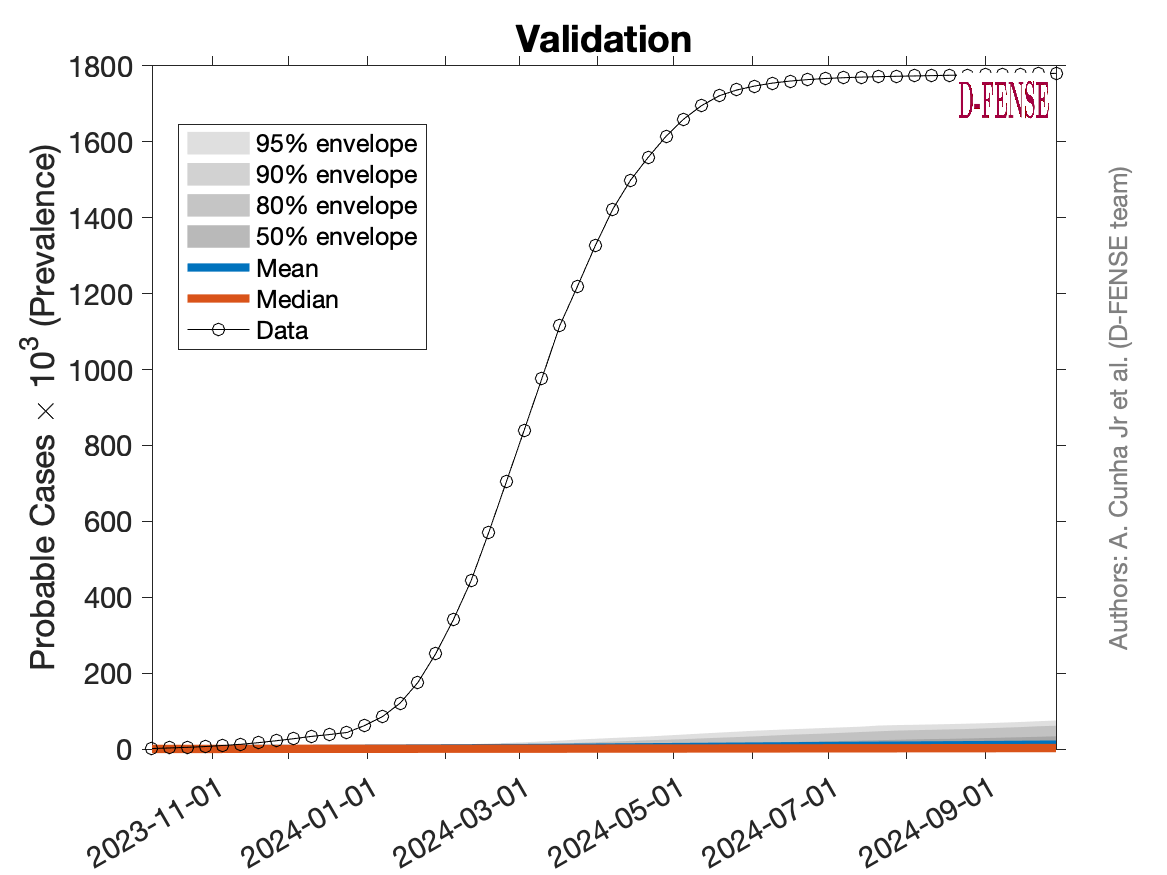 Validation
1800
1600
1400
1200
1000
800
600
400
200
0
Probable Cases × 10³ (Prevalence)
95% envelope
90% envelope
80% envelope
50% envelope
Mean
Median
Data
D-FENSE
2023-11-01
2024-01-01
2024-03-01
2024-05-01
2024-07-01
2024-09-01
Authors: A. Cunha Jr et al. (D-FENSE team)